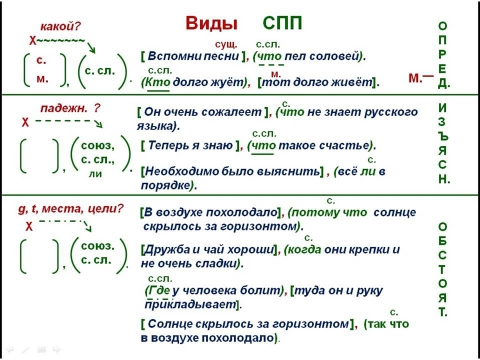 Виды СПП
какой?
X~~~~~~~
с.
м.
, (с. сл.) .
сущ. с.сл.
[ Вспомни песни ], (что пел соловей).
с.сл. м.
(Кто долго жуёт), [тот долго живёт].
М.—
ОПРЕД.
падежн. ?
X – – – – –
[ ] , (союз, с. сл., ли) .
с.
[ Он очень сожалеет ], (что не знает русского
языка).
с.сл.
[ Теперь я знаю ], (что такое счастье).
с.
[Необходимо было выяснить] , (всё ли в
порядке).
ИЗЪЯСН.
g, t, места, цели?
X
[ ] , (союз. с. сл.) .
с.
[В воздухе похолодало], (потому что солнце
скрылось за горизонтом).
с.
[Дружба и чай хороши], (когда они крепки и
не очень сладки).
с.сл.
(Где у человека болит), [туда он и руку
прикладывает].
с.
[ Солнце скрылось за горизонтом ], (так что
в воздухе похолодало).
ОБСТОЯТ.